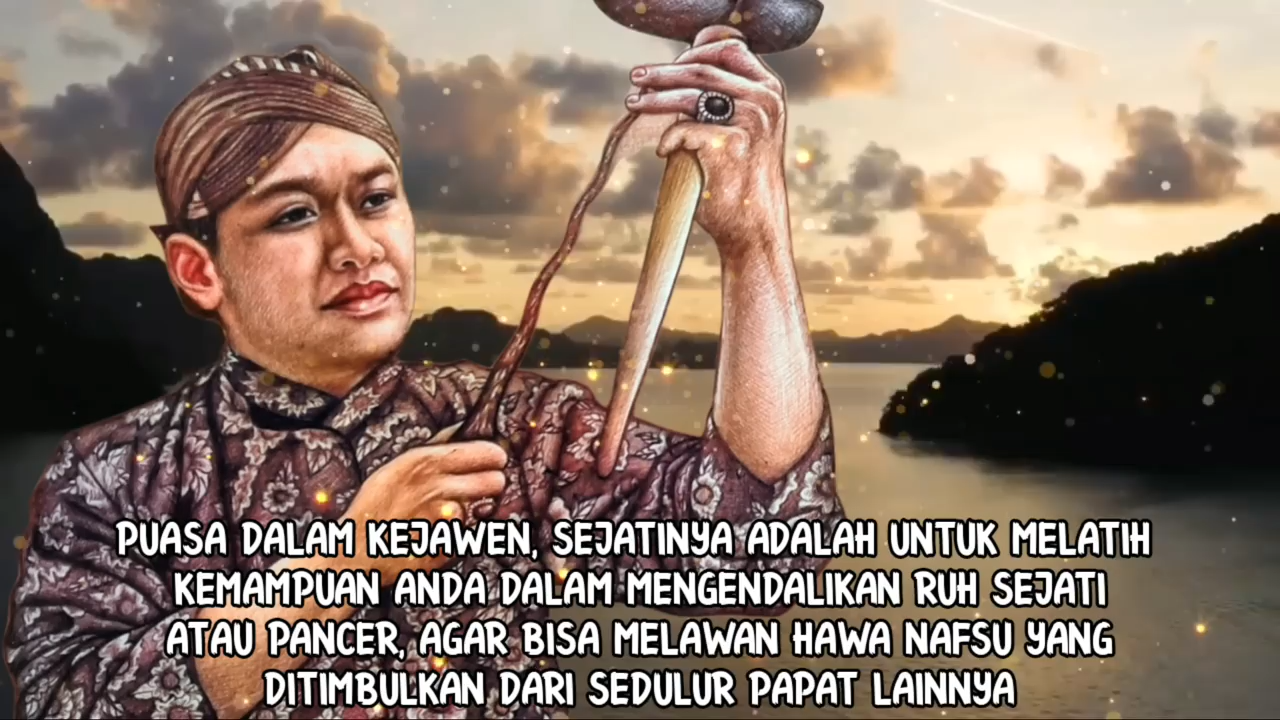 PUASA DALAM KEJAWEN, SEJATINYA ADALAH UNTUK MELATIH
KEMAMPUAN ANDA DALAM MENGENDALIKAN RUH SEJATI
ATAU PANCER, AGAR BISA MELAWAN HAWA NAFSU YANG
DITIMBULKAN DARI SEDULUR PAPAT LAINNYA